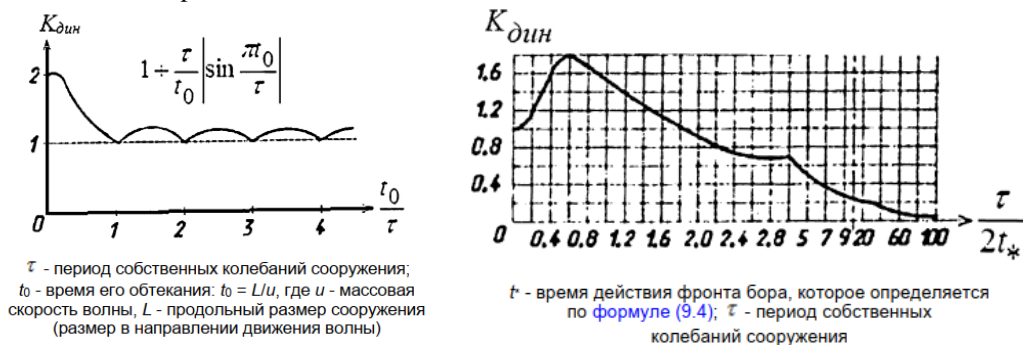 K дин
2
1
0
1 ÷ τ/t₀ |sin πt₀/τ|
1 2 3 4
t₀/τ
τ - период собственных колебаний сооружения;
t₀ - время его обтекания: t₀ = L/u, где u - массовая
скорость волны, L - продольный размер сооружения
(размер в направлении движения волны)
K дин
1.6
1.2
0.8
0.4
0 0.4 0.8 1.2 1.6 2.0 2.4 2.8 5 7 9 20 60 100
τ/2t*
t* - время действия фронта бора, которое определяется
по формуле (9.4); τ - период собственных
колебаний сооружения